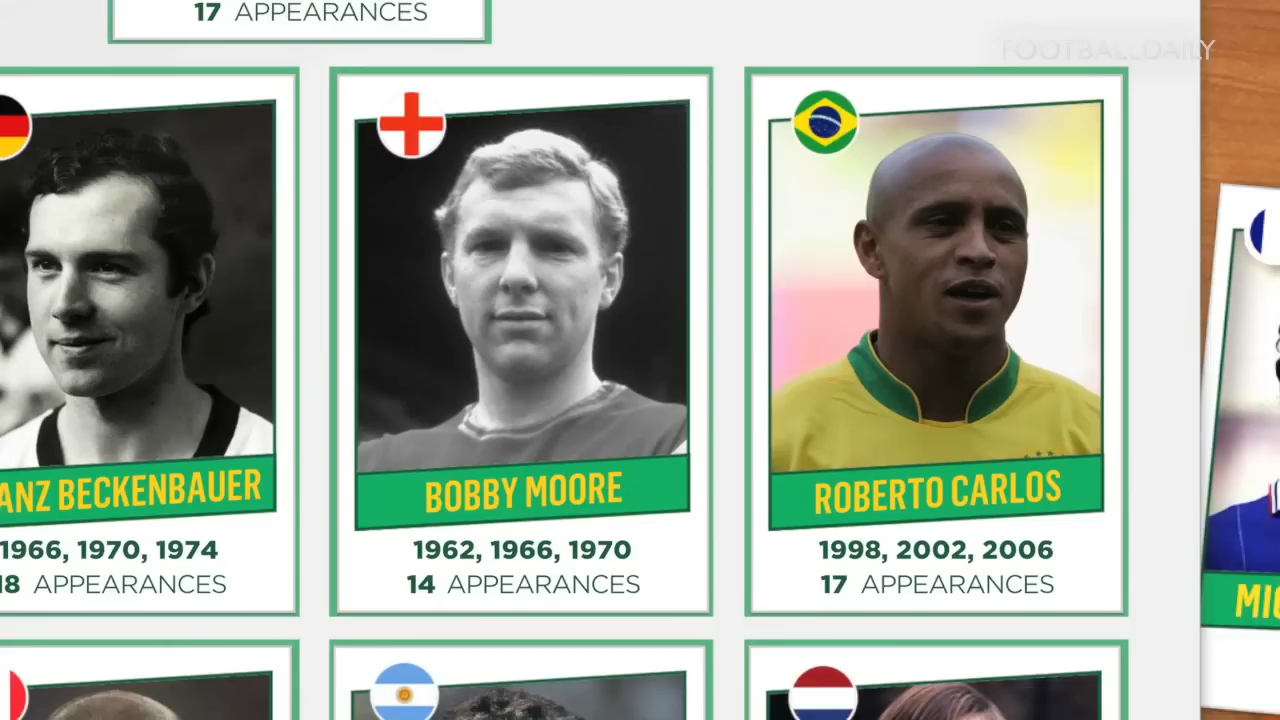 17 APPEARANCES
FOOTBALLDAILY
ANZ BECKENBAUER
1966, 1970, 1974
18 APPEARANCES
BOBBY MOORE
1962, 1966, 1970
14 APPEARANCES
ROBERTO CARLOS
1998, 2002, 2006
17 APPEARANCES